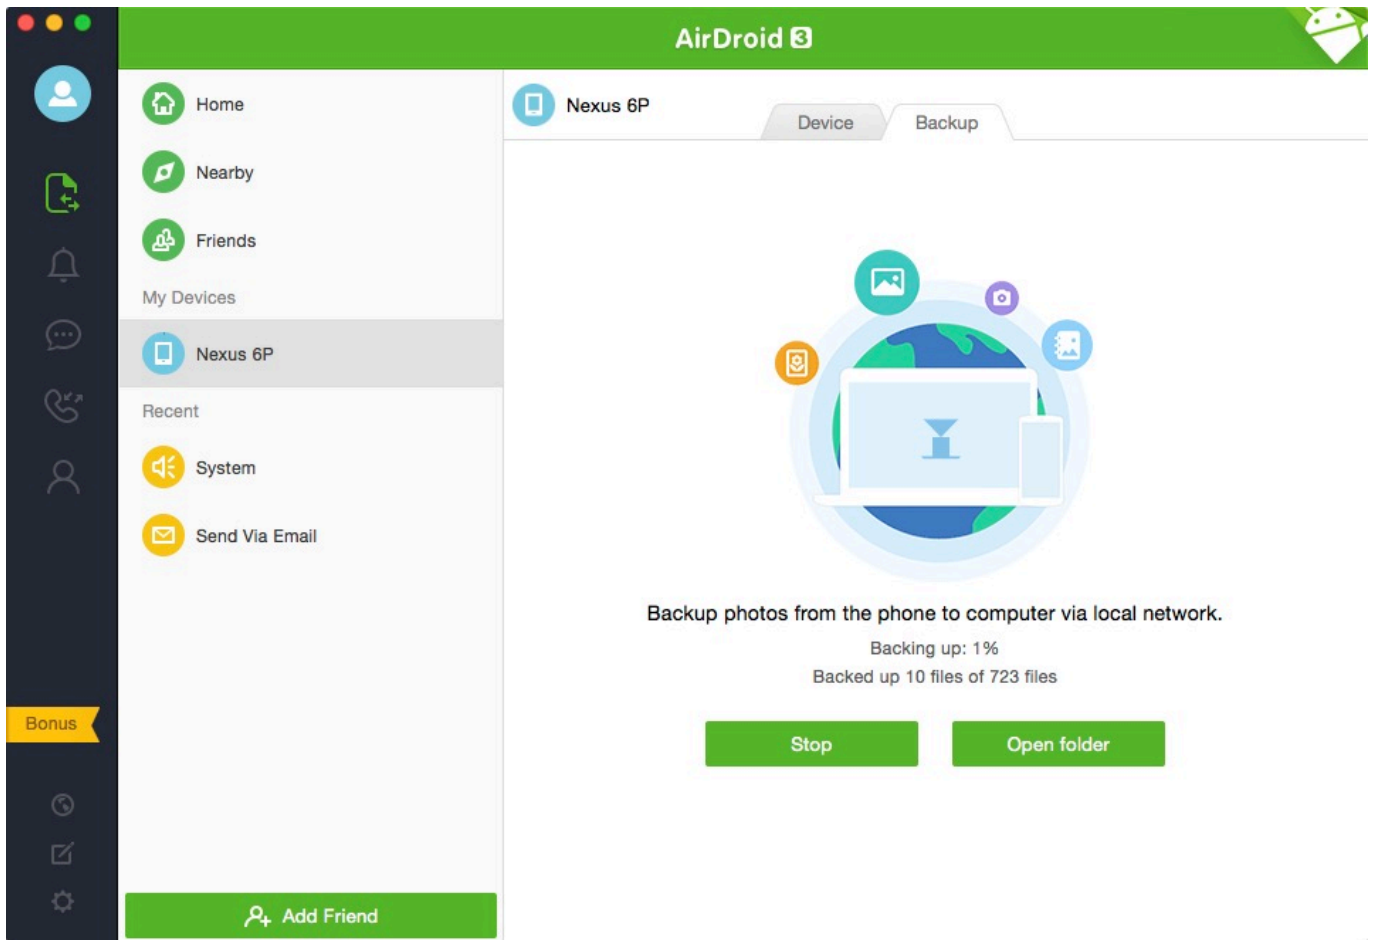 AirDroid 3
Home
Nearby
Friends
My Devices
Nexus 6P
Recent
System
Send Via Email
Bonus
Add Friend
Nexus 6P
Device
Backup
Backup photos from the phone to computer via local network.
Backing up: 1%
Backed up 10 files of 723 files
Stop
Open folder